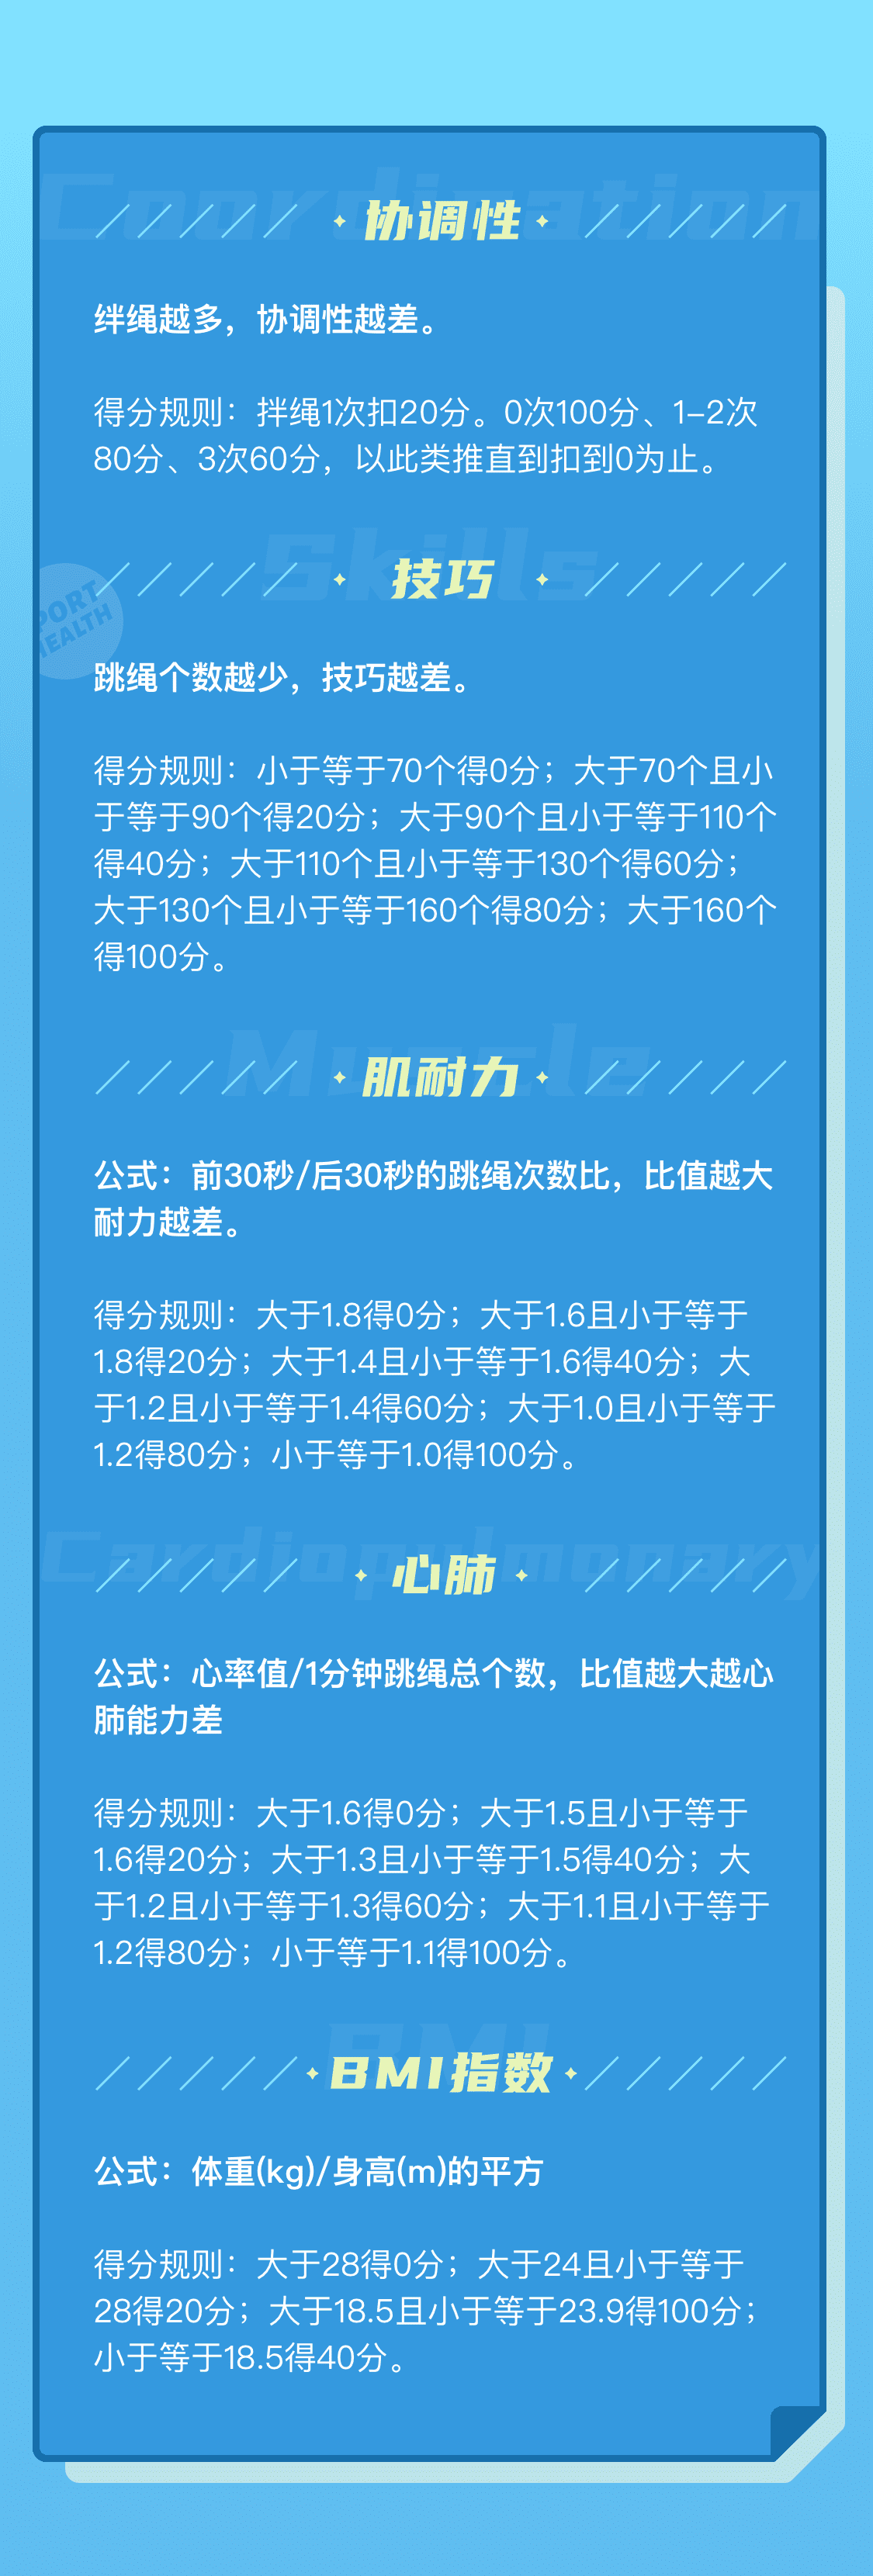 Coordination
协调性
绊绳越多，协调性越差。
得分规则：拌绳1次扣20分。0次100分、1-2次
80分、3次60分，以此类推直到扣到0为止。
Skills
技巧
PORT
HEALTH
跳绳个数越少，技巧越差。
得分规则：小于等于70个得0分；大于70个且小
于等于90个得20分；大于90个且小于等于110个
得40分；大于110个且小于等于130个得60分；
大于130个且小于等于160个得80分；大于160个
得100分。
Muscle
肌耐力
公式：前30秒/后30秒的跳绳次数比，比值越大
耐力越差。
得分规则：大于1.8得0分；大于1.6且小于等于
1.8得20分；大于1.4且小于等于1.6得40分；大
于1.2且小于等于1.4得60分；大于1.0且小于等于
1.2得80分；小于等于1.0得100分。
Cardiopulmonary
心肺
公式：心率值/1分钟跳绳总个数，比值越大越心
肺能力差
得分规则：大于1.6得0分；大于1.5且小于等于
1.6得20分；大于1.3且小于等于1.5得40分；大
于1.2且小于等于1.3得60分；大于1.1且小于等于
1.2得80分；小于等于1.1得100分。
BMI
BMI指数
公式：体重(kg)/身高(m)的平方
得分规则：大于28得0分；大于24且小于等于
28得20分；大于18.5且小于等于23.9得100分；
小于等于18.5得40分。